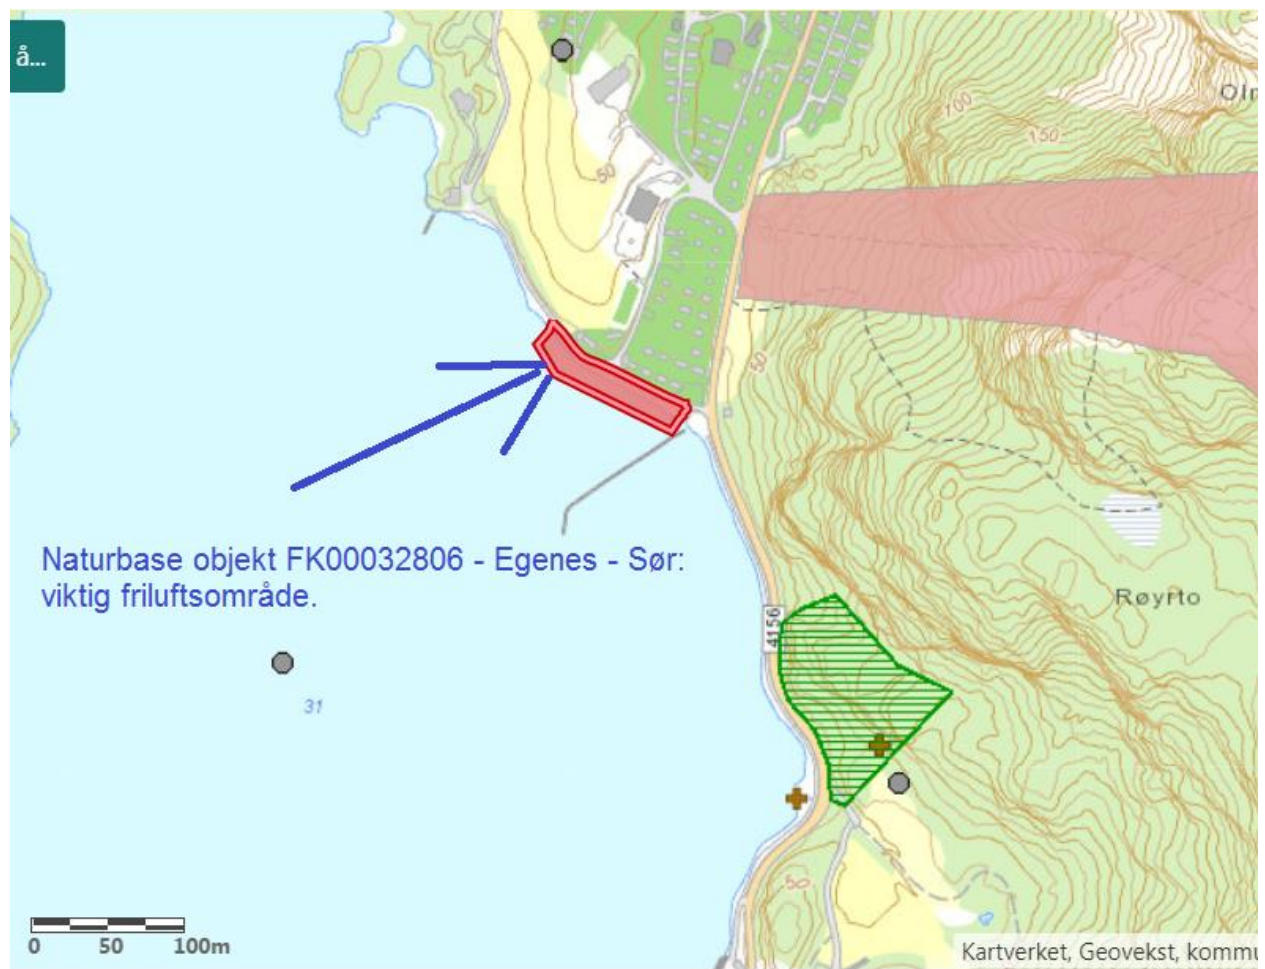 å...
Olr
100
150
50
50
Naturbase objekt FK00032806 - Egenes - Sør:
viktig friluftsområde.
Røyrto
4156
31
50
0 50 100m
Kartverket, Geovekst, kommu